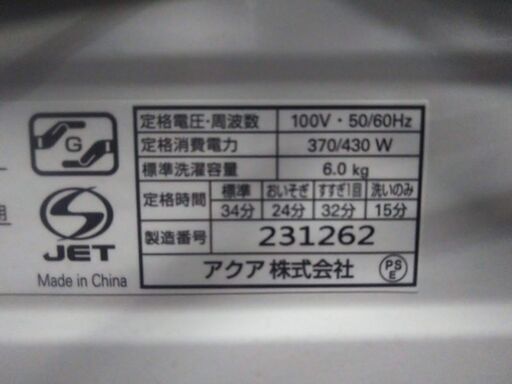 定格電圧・周波数 100V・50/60Hz
定格消費電力 370/430 W
標準洗濯容量 6.0 kg
定格時間 標準 おいそぎ すすぎ1回 洗いのみ
34分 24分 32分 15分
製造番号 231262
アクア株式会社
G
JET
Made in China
PS
E
用